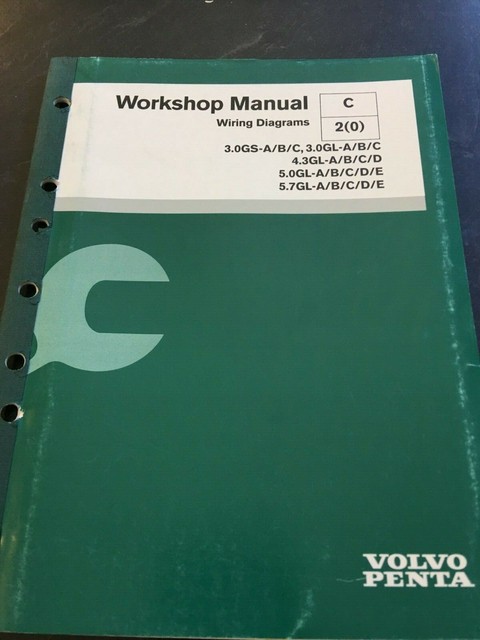 Workshop Manual
C
Wiring Diagrams
2(0)
3.0GS-A/B/C, 3.0GL-A/B/C
4.3GL-A/B/C/D
5.0GL-A/B/C/D/E
5.7GL-A/B/C/D/E
VOLVO
PENTA